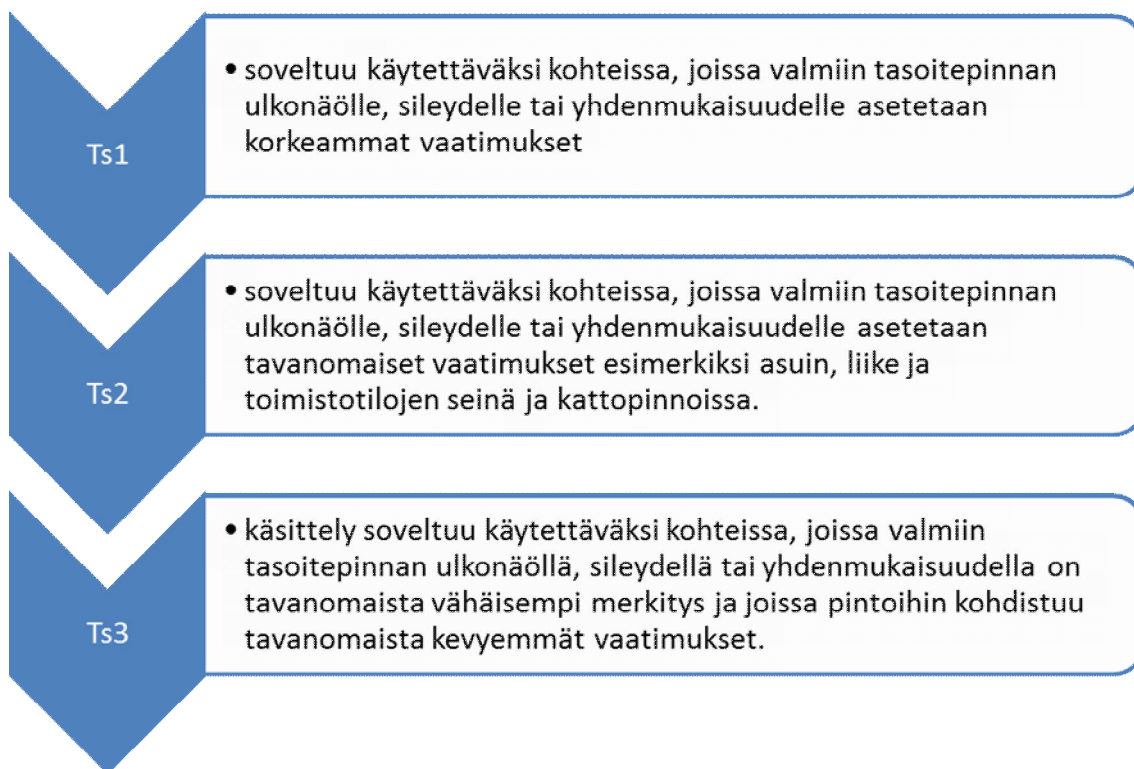 Ts1
• soveltuu käytettäväksi kohteissa, joissa valmiin tasoitepinnan
ulkonäölle, sileydelle tai yhdenmukaisuudelle asetetaan
korkeammat vaatimukset
Ts2
• soveltuu käytettäväksi kohteissa, joissa valmiin tasoitepinnan
ulkonäölle, sileydelle tai yhdenmukaisuudelle asetetaan
tavanomaiset vaatimukset esimerkiksi asuin, liike ja
toimistotilojen seinä ja kattopinnoissa.
Ts3
• käsittely soveltuu käytettäväksi kohteissa, joissa valmiin
tasoitepinnan ulkonäöllä, sileydellä tai yhdenmukaisuudella on
tavanomaista vähäisempi merkitys ja joissa pintoihin kohdistuu
tavanomaista kevyemmät vaatimukset.